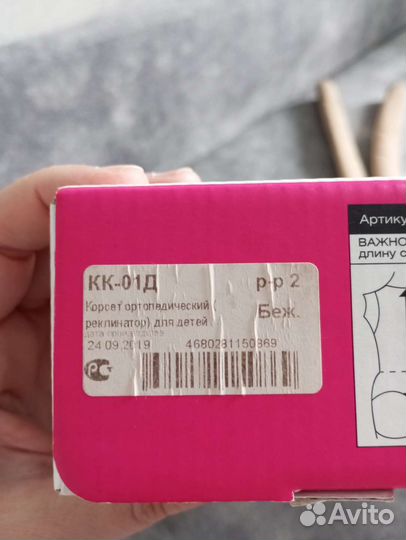 КК-01Д р-р 2
Корсет ортопедический (
реклинатор) для детей Беж.
дата производства
24.09.2019 4680231150869
РСТ
Артику
ВАЖНО
длину с
Avito